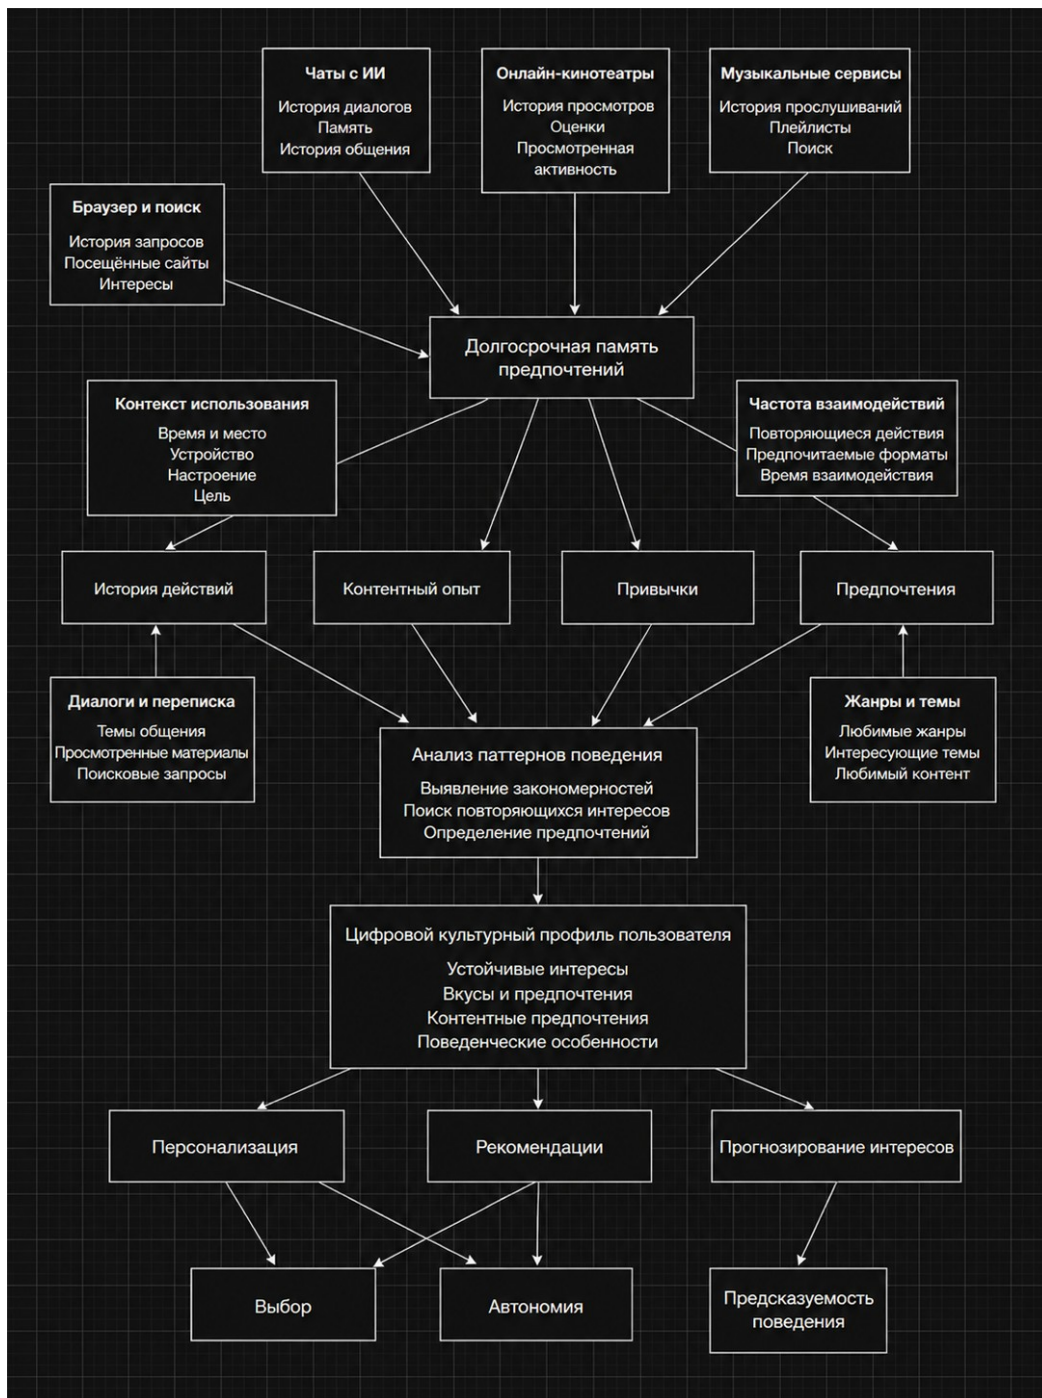 Чаты с ИИ
История диалогов
Память
История общения
Онлайн-кинотеатры
История просмотров
Оценки
Просмотренная
активность
Музыкальные сервисы
История прослушиваний
Плейлисты
Поиск
Браузер и поиск
История запросов
Посещённые сайты
Интересы
Долгосрочная память
предпочтений
Контекст использования
Время и место
Устройство
Настроение
Цель
Частота взаимодействий
Повторяющиеся действия
Предпочитаемые форматы
Время взаимодействия
История действий
Контентный опыт
Привычки
Предпочтения
Диалоги и переписка
Темы общения
Просмотренные материалы
Поисковые запросы
Анализ паттернов поведения
Выявление закономерностей
Поиск повторяющихся интересов
Определение предпочтений
Жанры и темы
Любимые жанры
Интересующие темы
Любимый контент
Цифровой культурный профиль пользователя
Устойчивые интересы
Вкусы и предпочтения
Контентные предпочтения
Поведенческие особенности
Персонализация
Рекомендации
Прогнозирование интересов
Выбор
Автономия
Предсказуемость
поведения